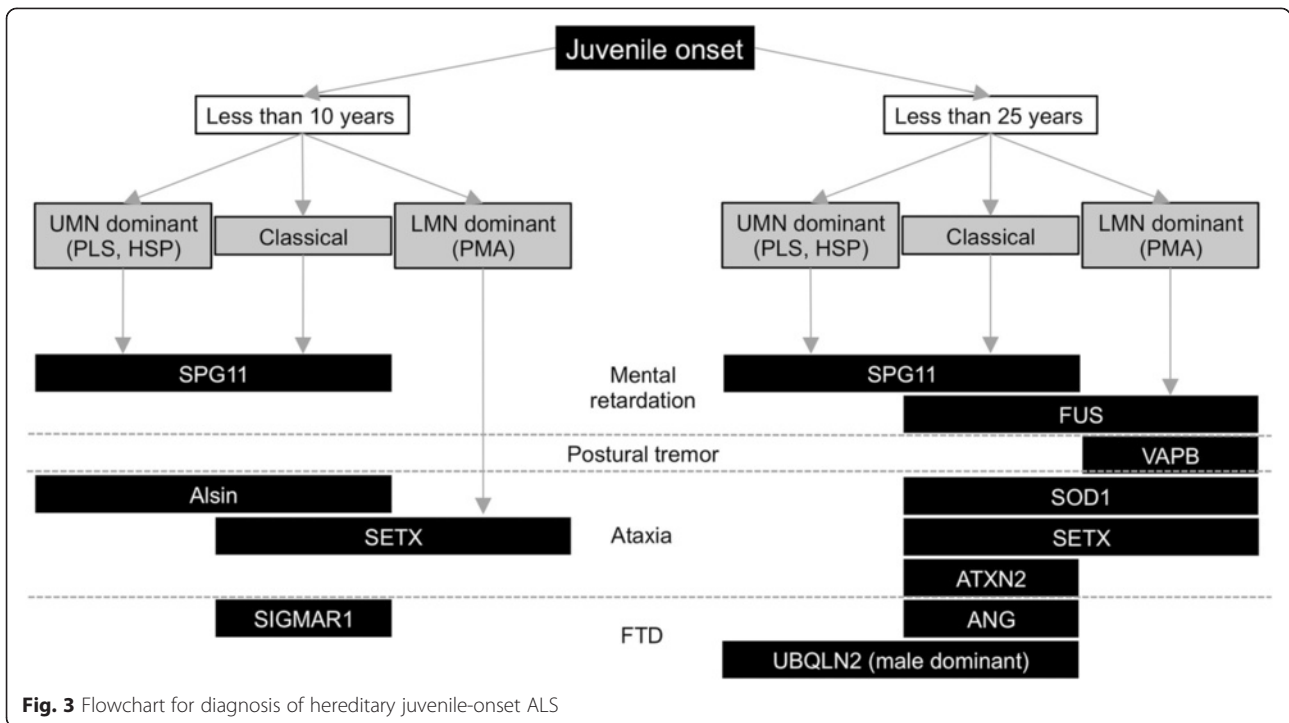 Juvenile onset
Less than 10 years
Less than 25 years
UMN dominant
(PLS, HSP)
Classical
LMN dominant
(PMA)
UMN dominant
(PLS, HSP)
Classical
LMN dominant
(PMA)
SPG11
Mental
retardation
SPG11
FUS
Postural tremor
VAPB
Alsin
SOD1
SETX
Ataxia
SETX
ATXN2
SIGMAR1
FTD
ANG
UBQLN2 (male dominant)
Fig. 3 Flowchart for diagnosis of hereditary juvenile-onset ALS